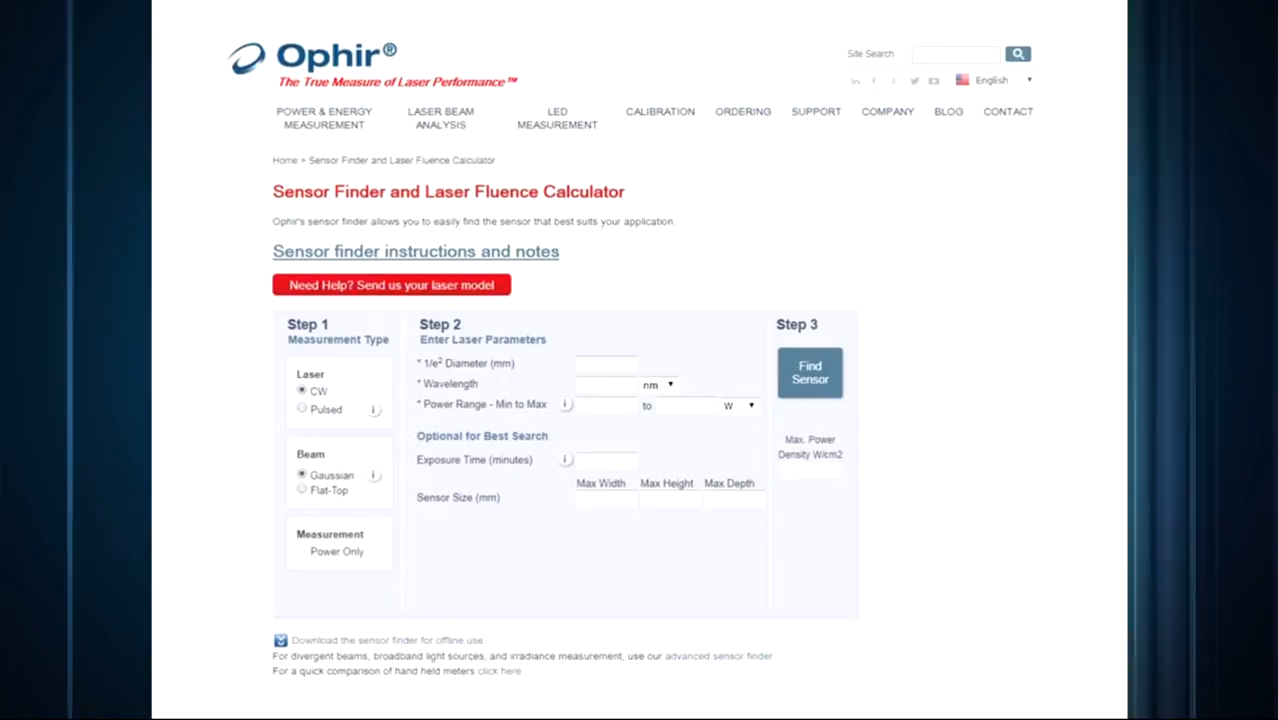 Ophir®
The True Measure of Laser Performance™
Site Search
English
POWER & ENERGY MEASUREMENT
LASER BEAM ANALYSIS
LED MEASUREMENT
CALIBRATION
ORDERING
SUPPORT
COMPANY
BLOG
CONTACT
Home > Sensor Finder and Laser Fluence Calculator
Sensor Finder and Laser Fluence Calculator
Ophir's sensor finder allows you to easily find the sensor that best suits your application.
Sensor finder instructions and notes
Need Help? Send us your laser model
Step 1
Measurement Type
Laser
CW
Pulsed i
Beam
Gaussian i
Flat-Top
Measurement
Power Only
Step 2
Enter Laser Parameters
* 1/e² Diameter (mm)
* Wavelength nm
* Power Range - Min to Max i to W
Optional for Best Search
Exposure Time (minutes) i
Max Width Max Height Max Depth
Sensor Size (mm)
Step 3
Find
Sensor
Max. Power
Density W/cm2
Download the sensor finder for offline use
For divergent beams, broadband light sources, and irradiance measurement, use our advanced sensor finder
For a quick comparison of hand held meters click here